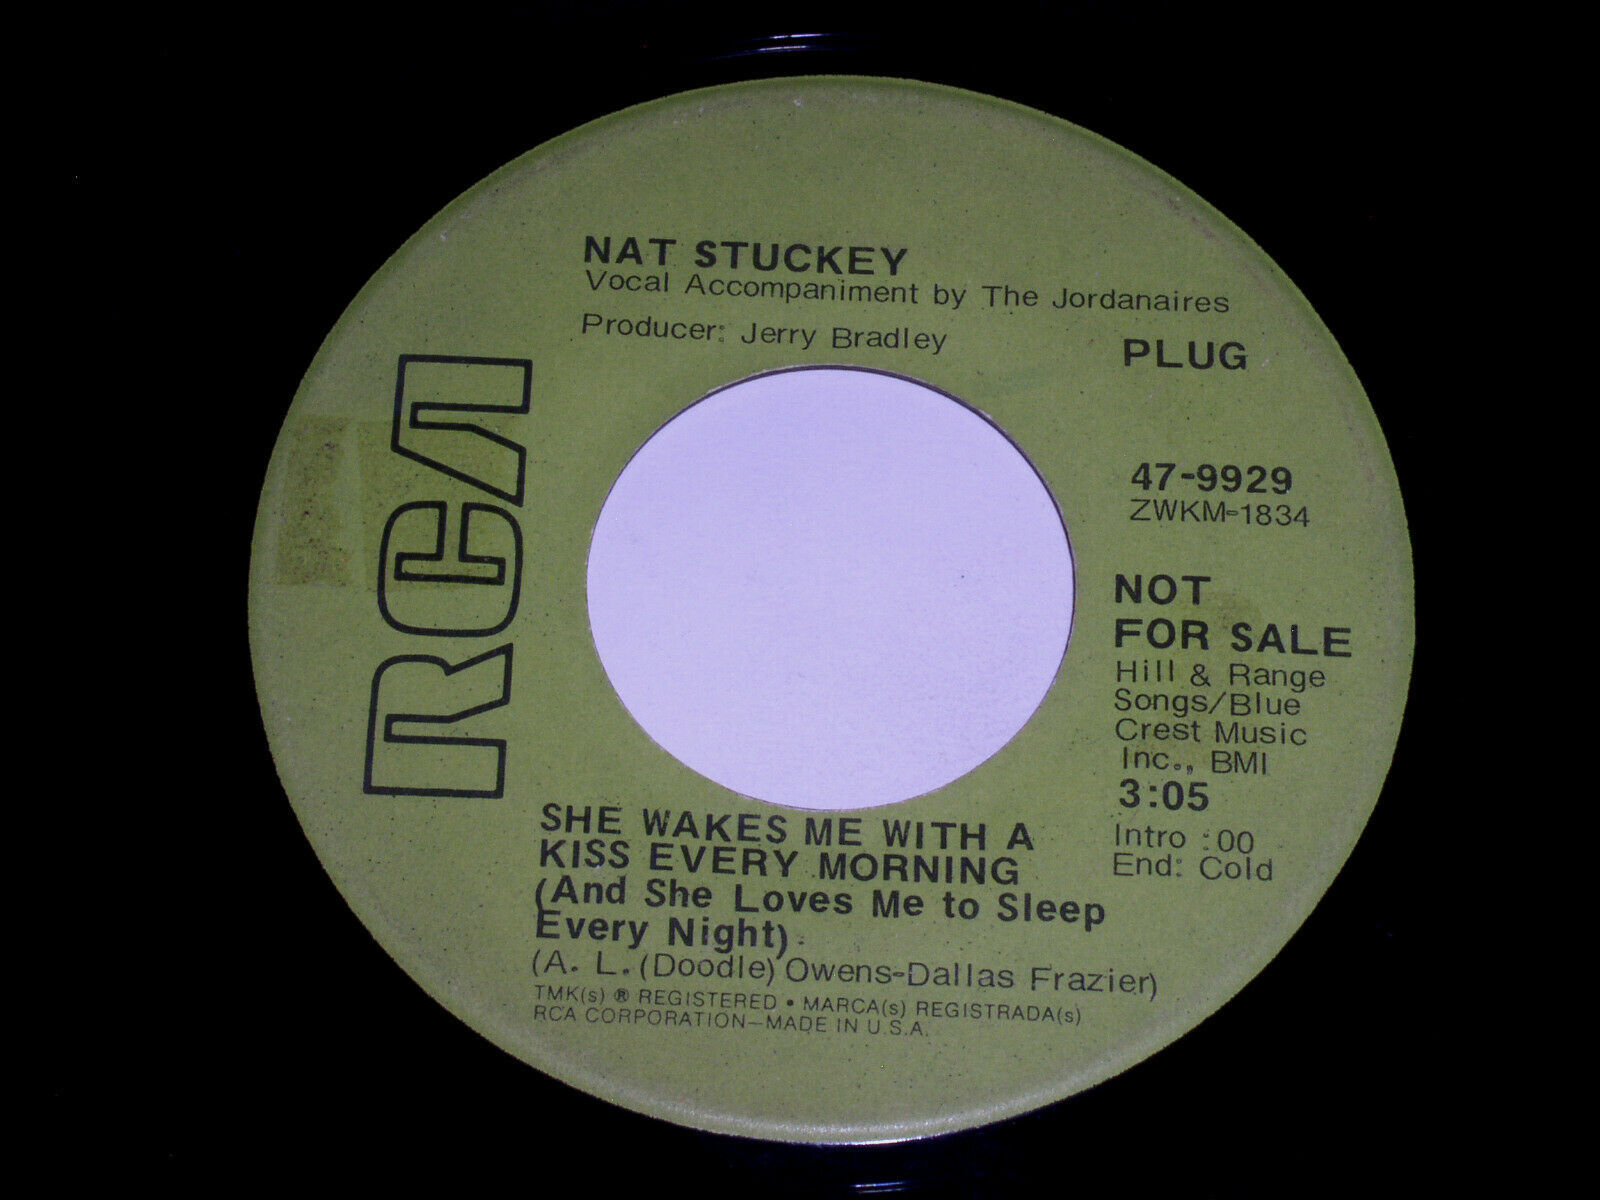 NAT STUCKEY
Vocal Accompaniment by The Jordanaires
Producer: Jerry Bradley
PLUG
RCA
47-9929
ZWKM-1834
NOT
FOR SALE
Hill & Range
Songs/Blue
Crest Music
Inc., BMI
3:05
Intro :00
End: Cold
SHE WAKES ME WITH A
KISS EVERY MORNING
(And She Loves Me to Sleep
Every Night)
(A. L. (Doodle) Owens-Dallas Frazier)
TMK(s) ® REGISTERED • MARCA(s) REGISTRADA(s)
RCA CORPORATION—MADE IN U.S.A.